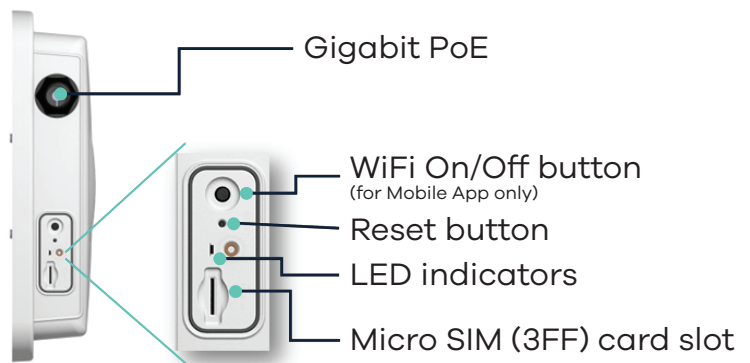 Gigabit PoE
WiFi On/Off button
(for Mobile App only)
Reset button
LED indicators
Micro SIM (3FF) card slot